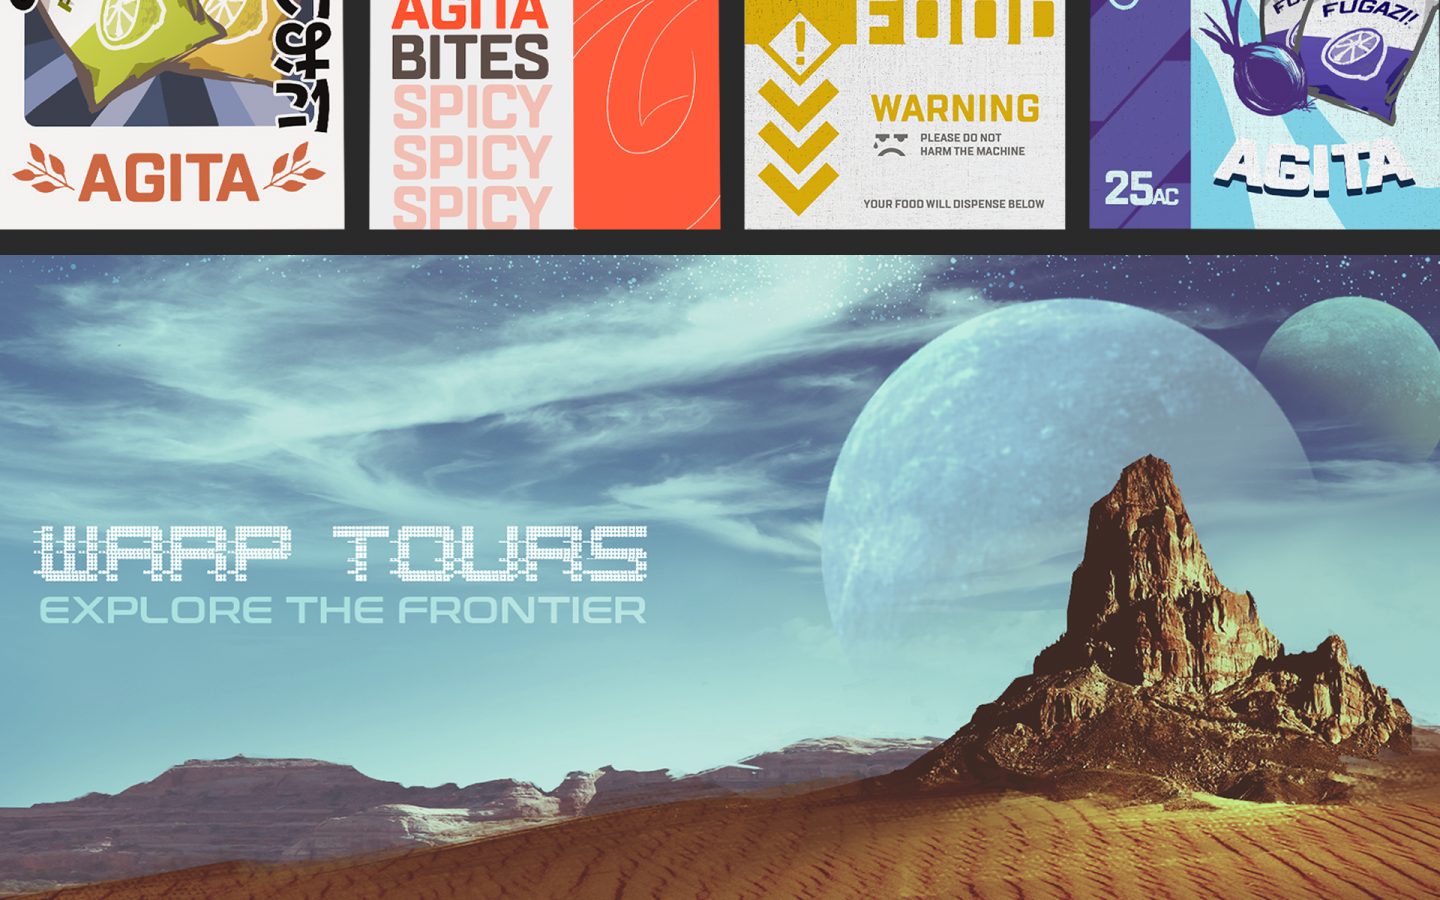 AGITA
AGITA
BITES
SPICY
SPICY
SPICY
FOOD
!
WARNING
PLEASE DO NOT
HARM THE MACHINE
YOUR FOOD WILL DISPENSE BELOW
FUGAZI!!
25AC
AGITA
WARP TOURS
EXPLORE THE FRONTIER